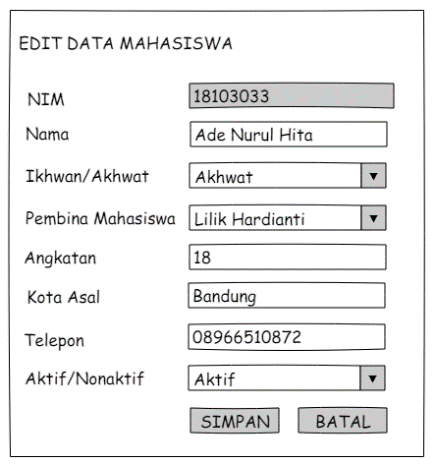 EDIT DATA MAHASISWA
NIM 18103033
Nama Ade Nurul Hita
Ikhwan/Akhwat Akhwat
Pembina Mahasiswa Lilik Hardianti
Angkatan 18
Kota Asal Bandung
Telepon 08966510872
Aktif/Nonaktif Aktif
SIMPAN BATAL